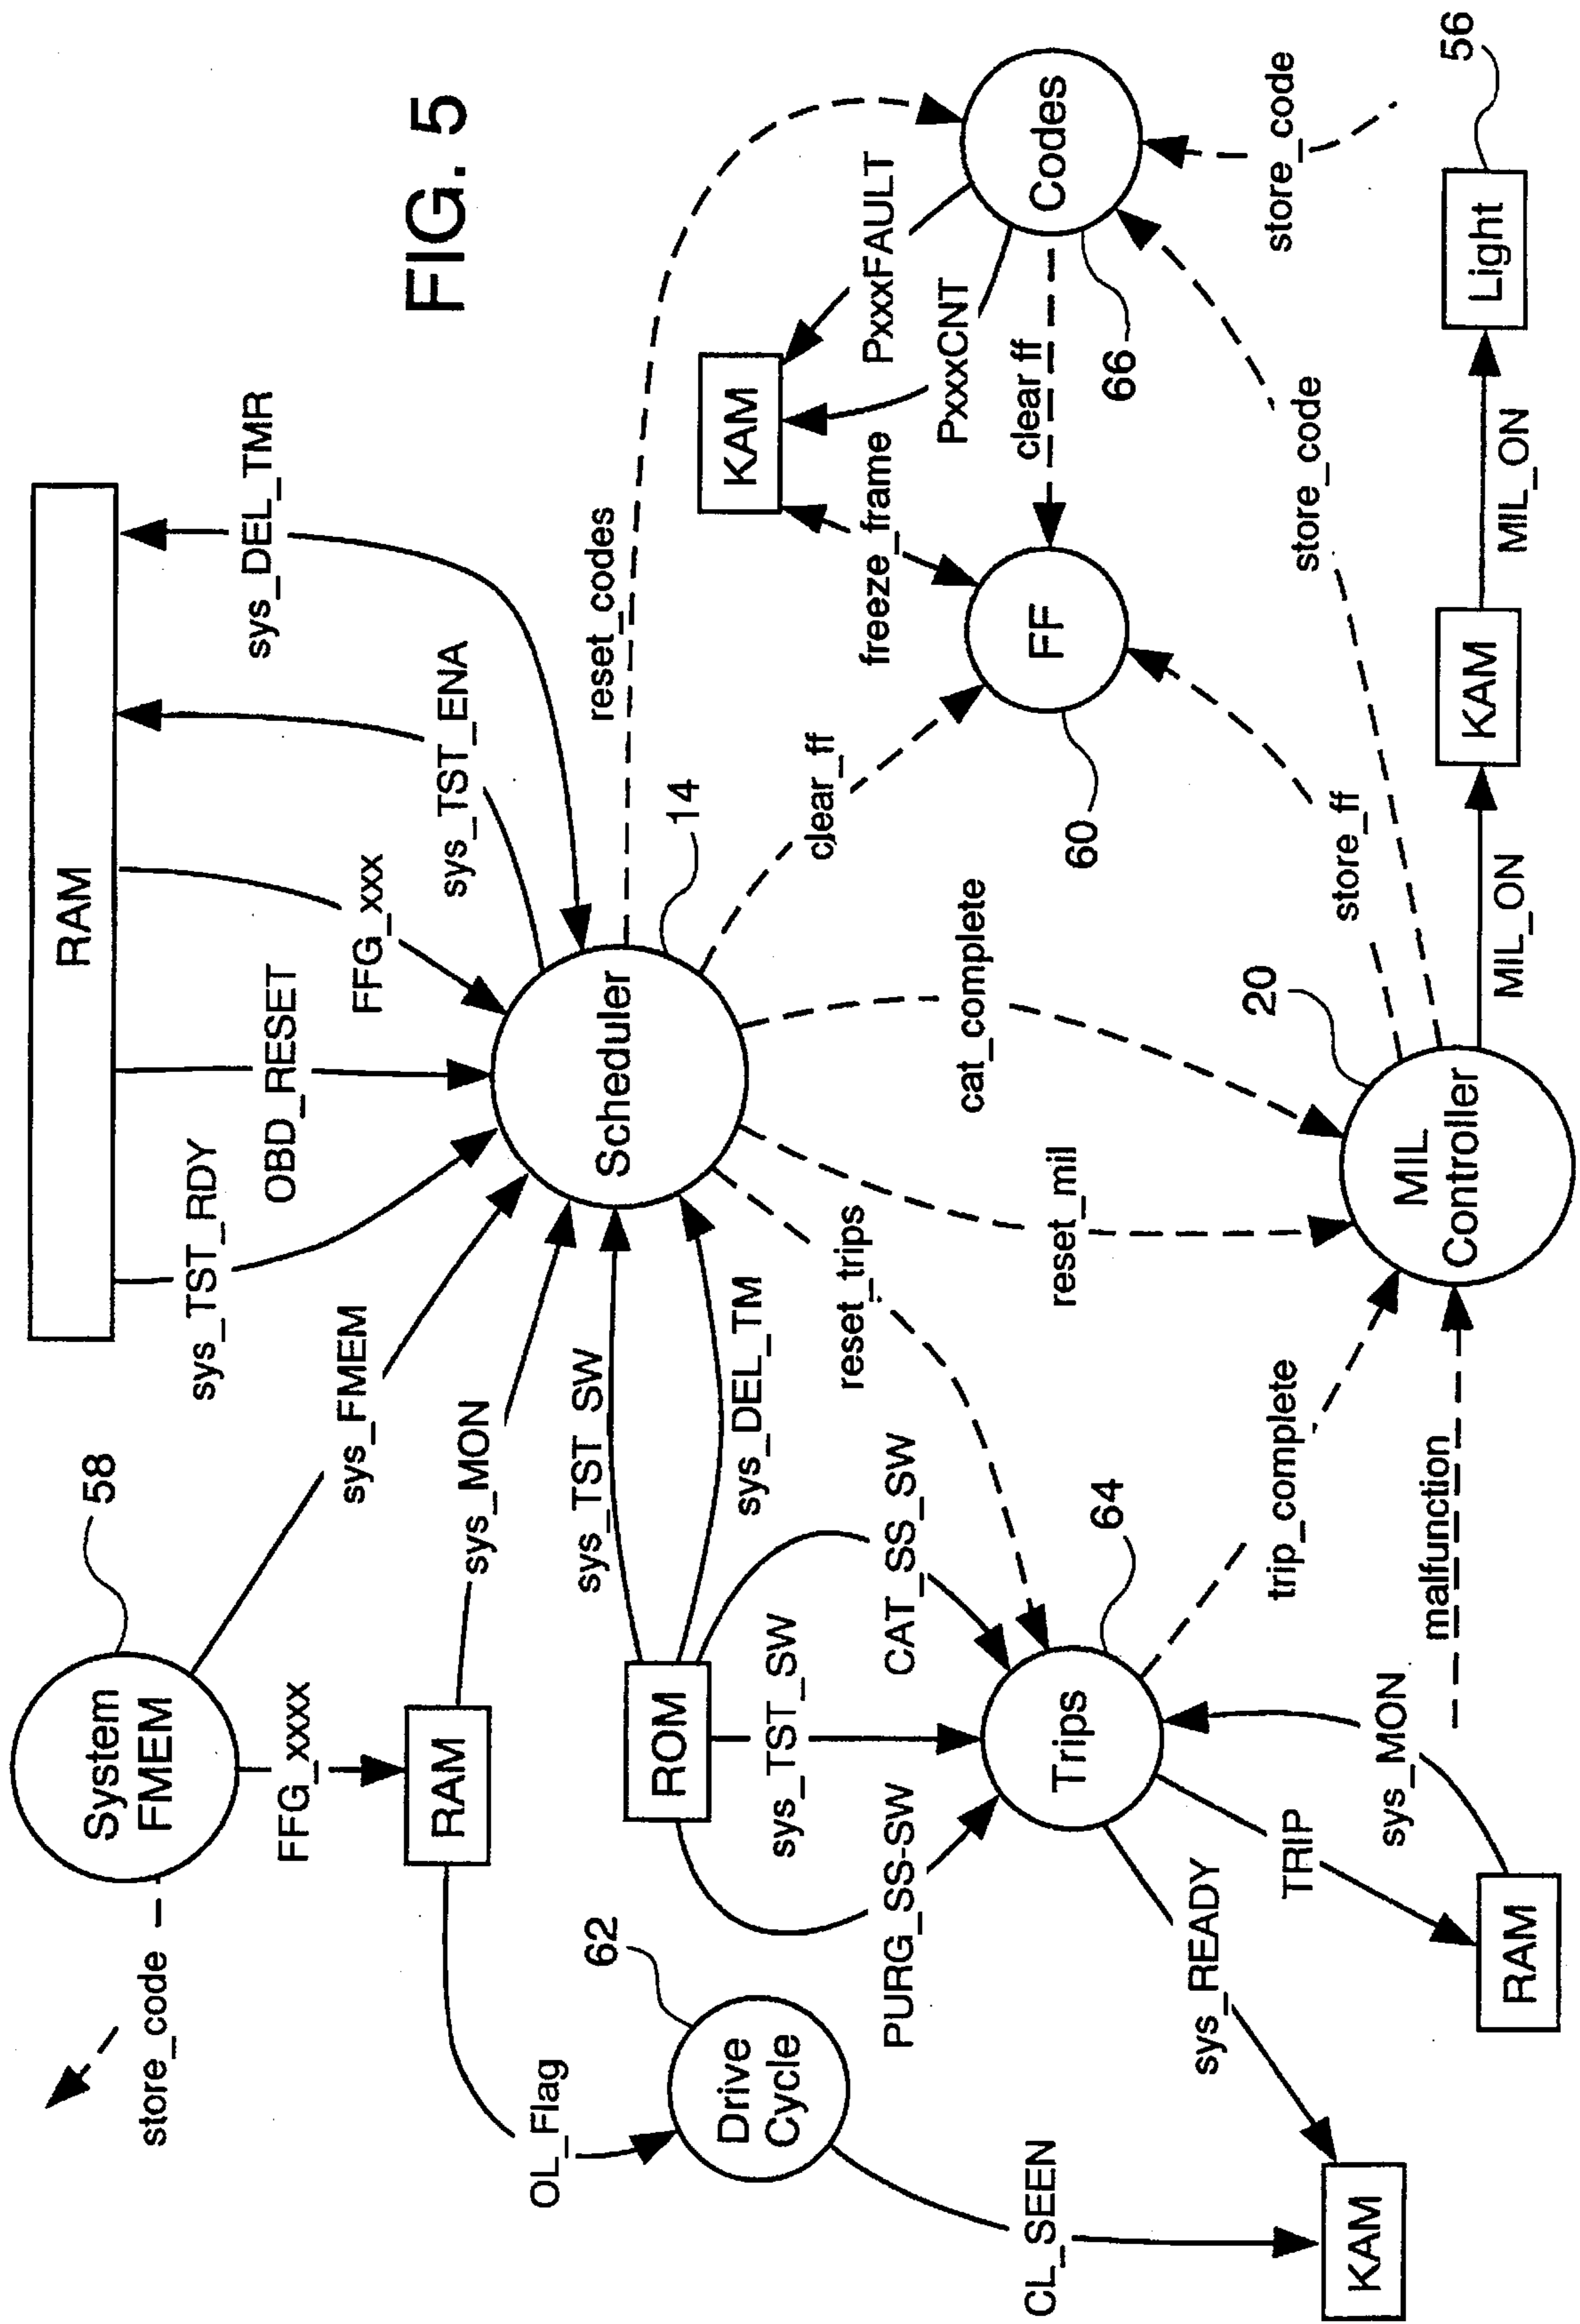 FIG. 5
RAM
sys_TST_RDY
OBD_RESET
FFG_xxx
sys_TST_ENA
sys_DEL_TMR
System
FMEM
58
store_code
sys_FMEM
FFG_xxxx
RAM
sys_MON
OL_Flag
Scheduler
14
reset_codes
ROM
sys_TST_SW
sys_DEL_TM
KAM
PxxxFAULT
PxxxCNT
Drive
Cycle
62
CL_SEEN
KAM
PURG_SS-SW
sys_TST_SW
CAT_SS_SW
reset_trips
clear_ff
freeze_frame
clear ff
FF
60
Codes
66
store_code
cat_complete
reset_mil
Trips
64
sys_READY
TRIP
RAM
sys_MON
trip_complete
malfunction
MIL
Controller
20
store_ff
store_code
MIL_ON
KAM
MIL_ON
Light
56